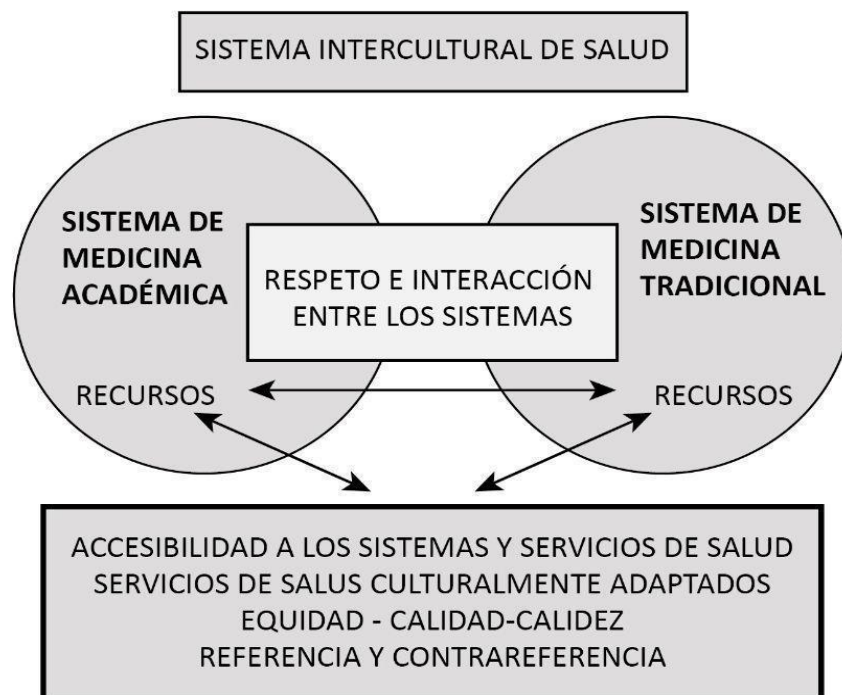 SISTEMA INTERCULTURAL DE SALUD
SISTEMA DE
MEDICINA
ACADÉMICA
RESPETO E INTERACCIÓN
ENTRE LOS SISTEMAS
SISTEMA DE
MEDICINA
TRADICIONAL
RECURSOS
RECURSOS
ACCESIBILIDAD A LOS SISTEMAS Y SERVICIOS DE SALUD
SERVICIOS DE SALUS CULTURALMENTE ADAPTADOS
EQUIDAD - CALIDAD-CALIDEZ
REFERENCIA Y CONTRAREFERENCIA